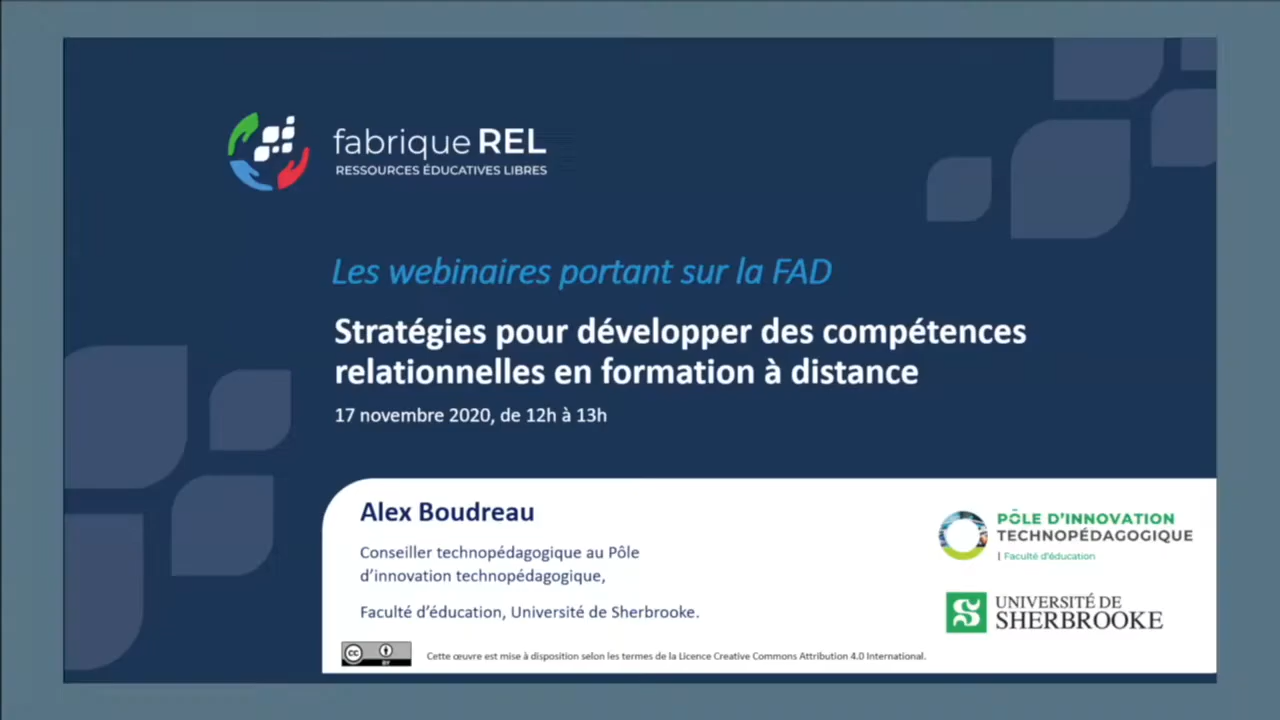 fabrique REL
RESSOURCES ÉDUCATIVES LIBRES
Les webinaires portant sur la FAD
Stratégies pour développer des compétences
relationnelles en formation à distance
17 novembre 2020, de 12h à 13h
Alex Boudreau
Conseiller technopédagogique au Pôle
d’innovation technopédagogique,
Faculté d’éducation, Université de Sherbrooke.
PÔLE D’INNOVATION
TECHNOPÉDAGOGIQUE
| Faculté d'éducation
S
UNIVERSITÉ DE
SHERBROOKE
cc
BY
Cette œuvre est mise à disposition selon les termes de la Licence Creative Commons Attribution 4.0 International.